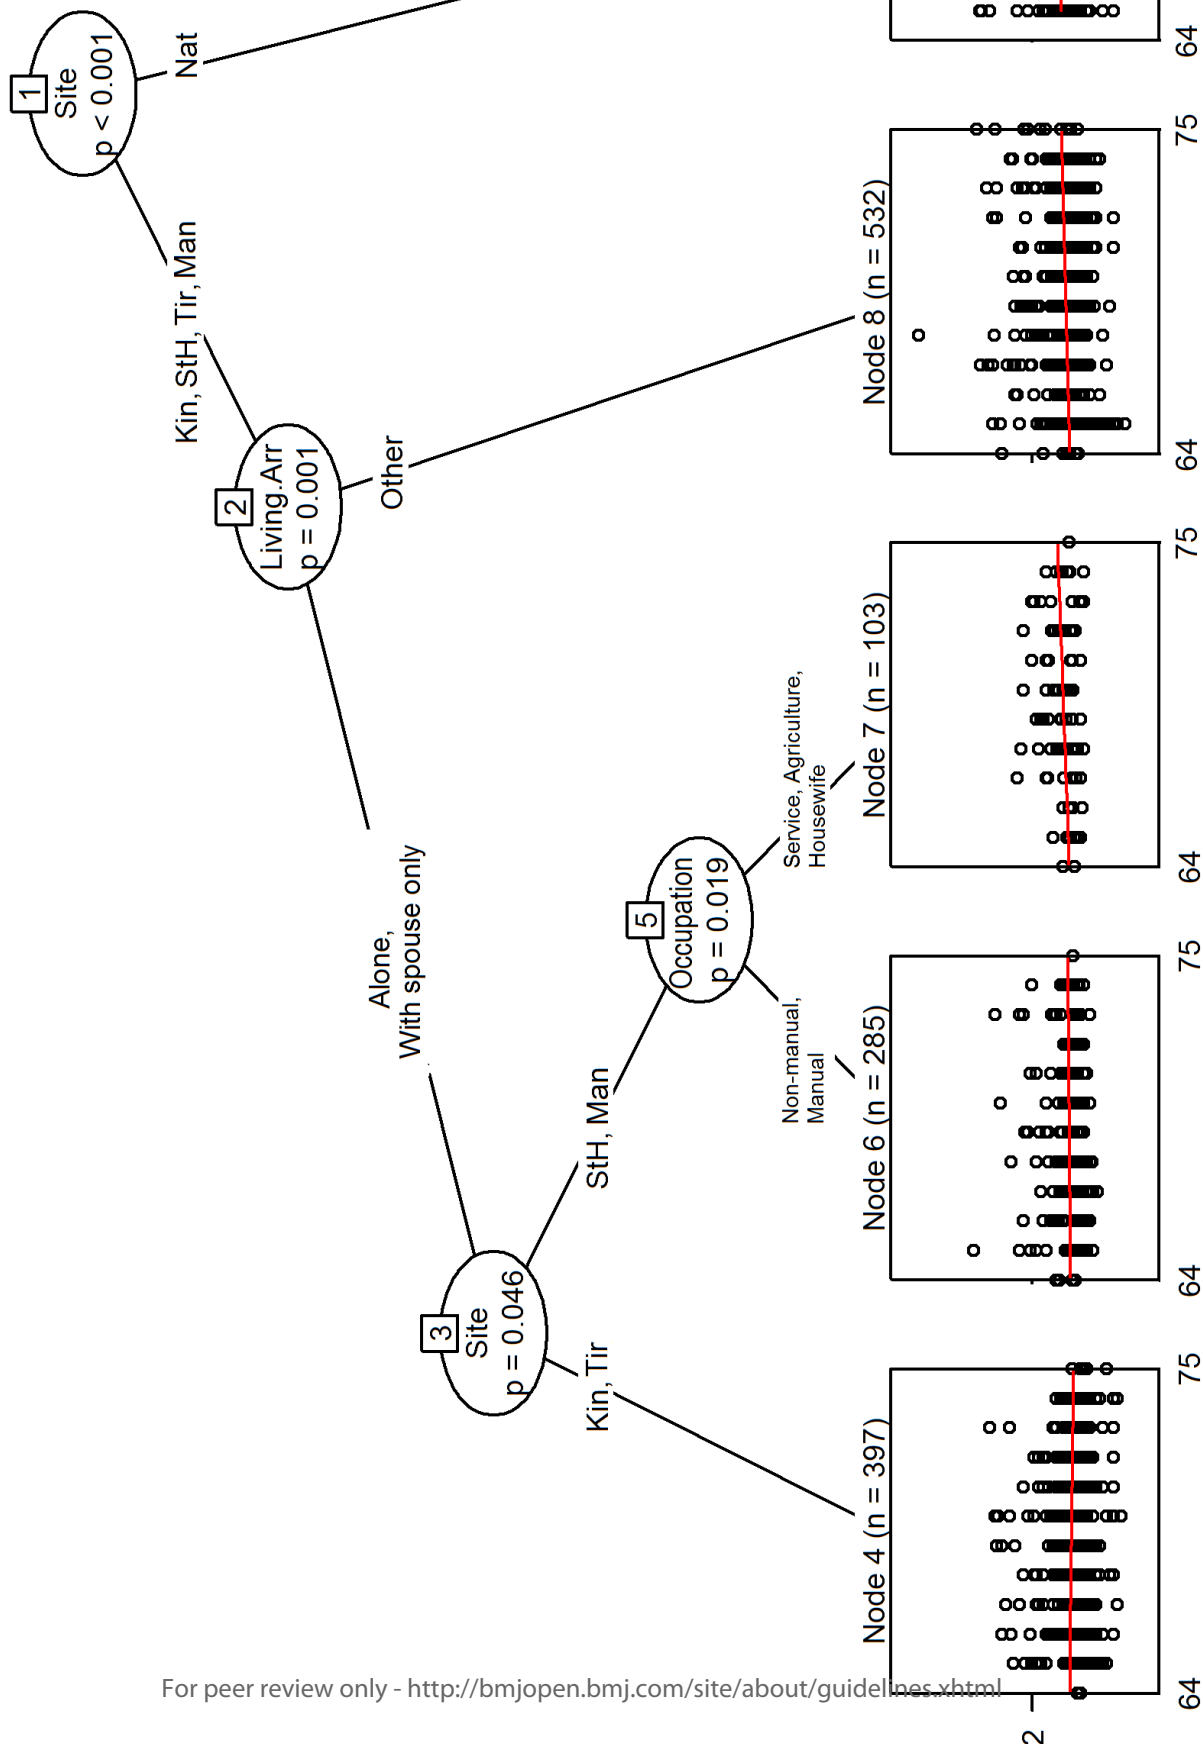 1
Site
p < 0.001
Kin, StH, Tir, Man
Nat
2
Living.Arr
p = 0.001
Alone,
With spouse only
Other
3
Site
p = 0.046
Kin, Tir
StH, Man
5
Occupation
p = 0.019
Non-manual,
Manual
Service, Agriculture,
Housewife
Node 4 (n = 397)
Node 6 (n = 285)
Node 7 (n = 103)
Node 8 (n = 532)
2
64
75
64
75
64
75
64
75
64
For peer review only - http://bmjopen.bmj.com/site/about/guidelines.xhtml